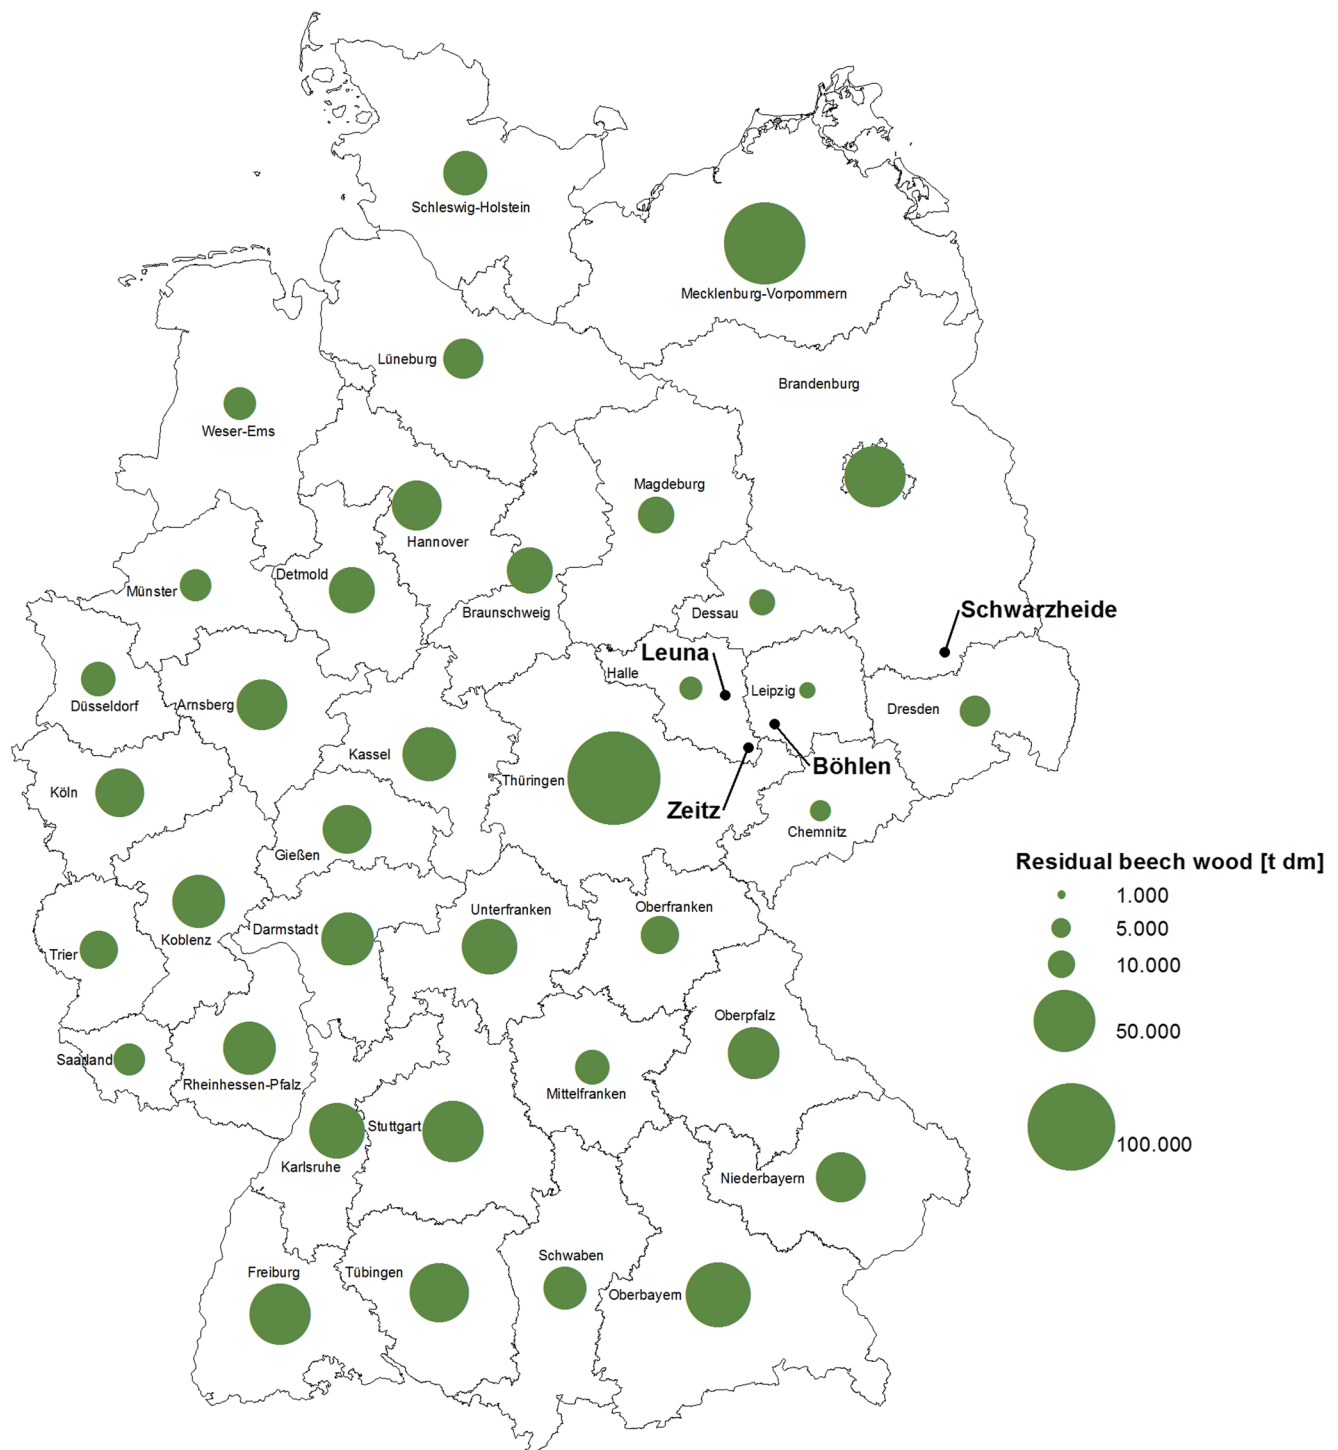 Schleswig-Holstein
Mecklenburg-Vorpommern
Lüneburg
Brandenburg
Weser-Ems
Magdeburg
Hannover
Detmold
Münster
Braunschweig
Dessau
Schwarzheide
Leuna
Halle
Leipzig
Düsseldorf
Arnsberg
Dresden
Kassel
Böhlen
Thüringen
Köln
Zeitz
Chemnitz
Gießen
Residual beech wood [t dm]
1.000
5.000
10.000
50.000
100.000
Unterfranken
Oberfranken
Darmstadt
Koblenz
Trier
Oberpfalz
Saarland
Rheinhessen-Pfalz
Mittelfranken
Stuttgart
Karlsruhe
Niederbayern
Schwaben
Freiburg
Tübingen
Oberbayern